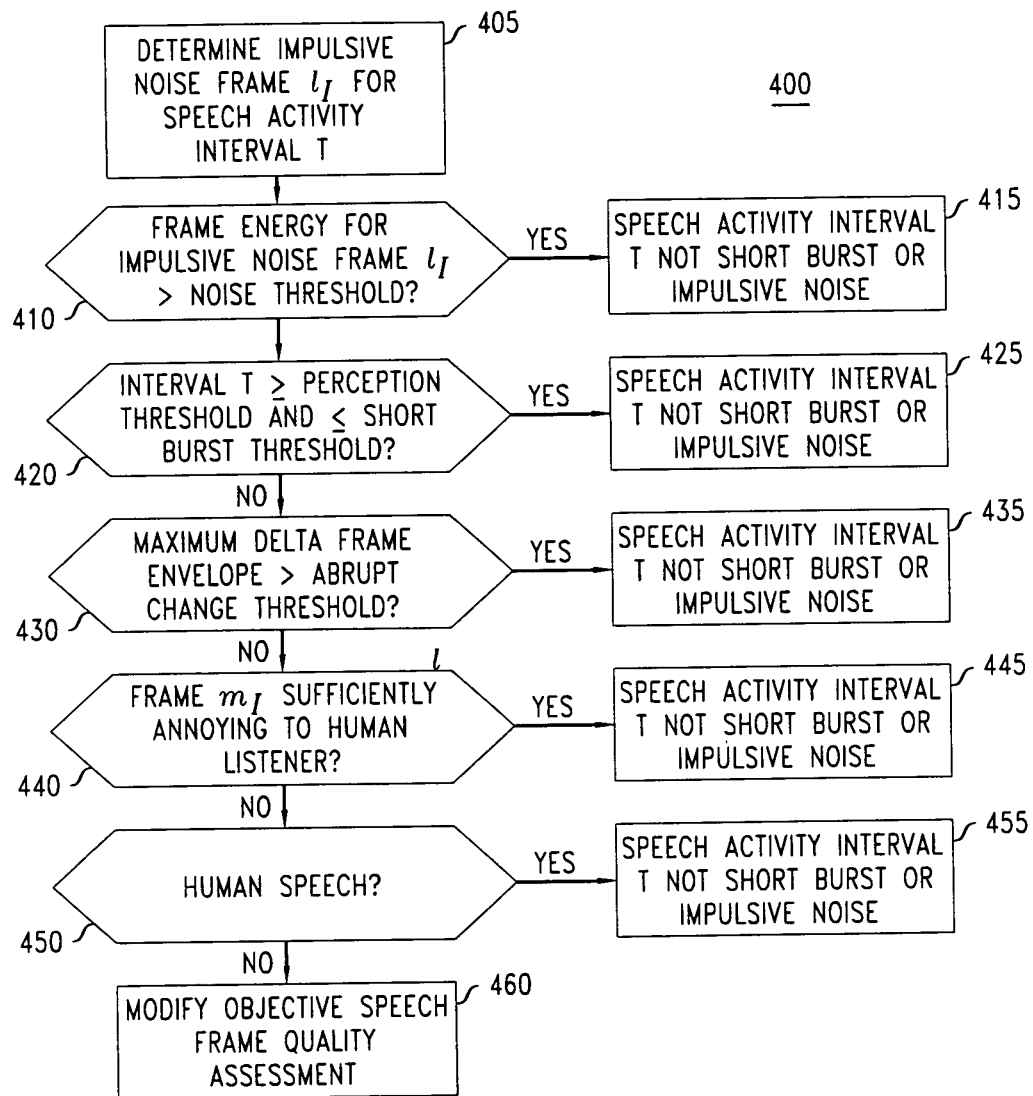 DETERMINE IMPULSIVE
NOISE FRAME l_I FOR
SPEECH ACTIVITY
INTERVAL T
405
400
FRAME ENERGY FOR
IMPULSIVE NOISE FRAME l_I
> NOISE THRESHOLD?
410
YES
SPEECH ACTIVITY INTERVAL
T NOT SHORT BURST OR
IMPULSIVE NOISE
415
INTERVAL T ≥ PERCEPTION
THRESHOLD AND ≤ SHORT
BURST THRESHOLD?
420
YES
SPEECH ACTIVITY INTERVAL
T NOT SHORT BURST OR
IMPULSIVE NOISE
425
NO
MAXIMUM DELTA FRAME
ENVELOPE > ABRUPT
CHANGE THRESHOLD?
430
YES
SPEECH ACTIVITY INTERVAL
T NOT SHORT BURST OR
IMPULSIVE NOISE
435
NO
l
FRAME m_I SUFFICIENTLY
ANNOYING TO HUMAN
LISTENER?
440
YES
SPEECH ACTIVITY INTERVAL
T NOT SHORT BURST OR
IMPULSIVE NOISE
445
NO
HUMAN SPEECH?
450
YES
SPEECH ACTIVITY INTERVAL
T NOT SHORT BURST OR
IMPULSIVE NOISE
455
NO
MODIFY OBJECTIVE SPEECH
FRAME QUALITY
ASSESSMENT
460